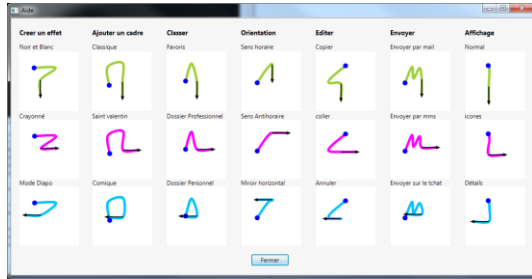 Aide
Creer un effet Ajouter un cadre Classer Orientation Editer Envoyer Affichage
Noir et Blanc Classique Favoris Sens horaire Copier Envoyer par mail Normal
Crayonné Saint valentin Dossier Professionnel Sens Antihoraire coller Envoyer par mms icones
Mode Diapo Comique Dossier Personnel Miroir horizontal Annuler Envoyer sur le tchat Détails
Fermer